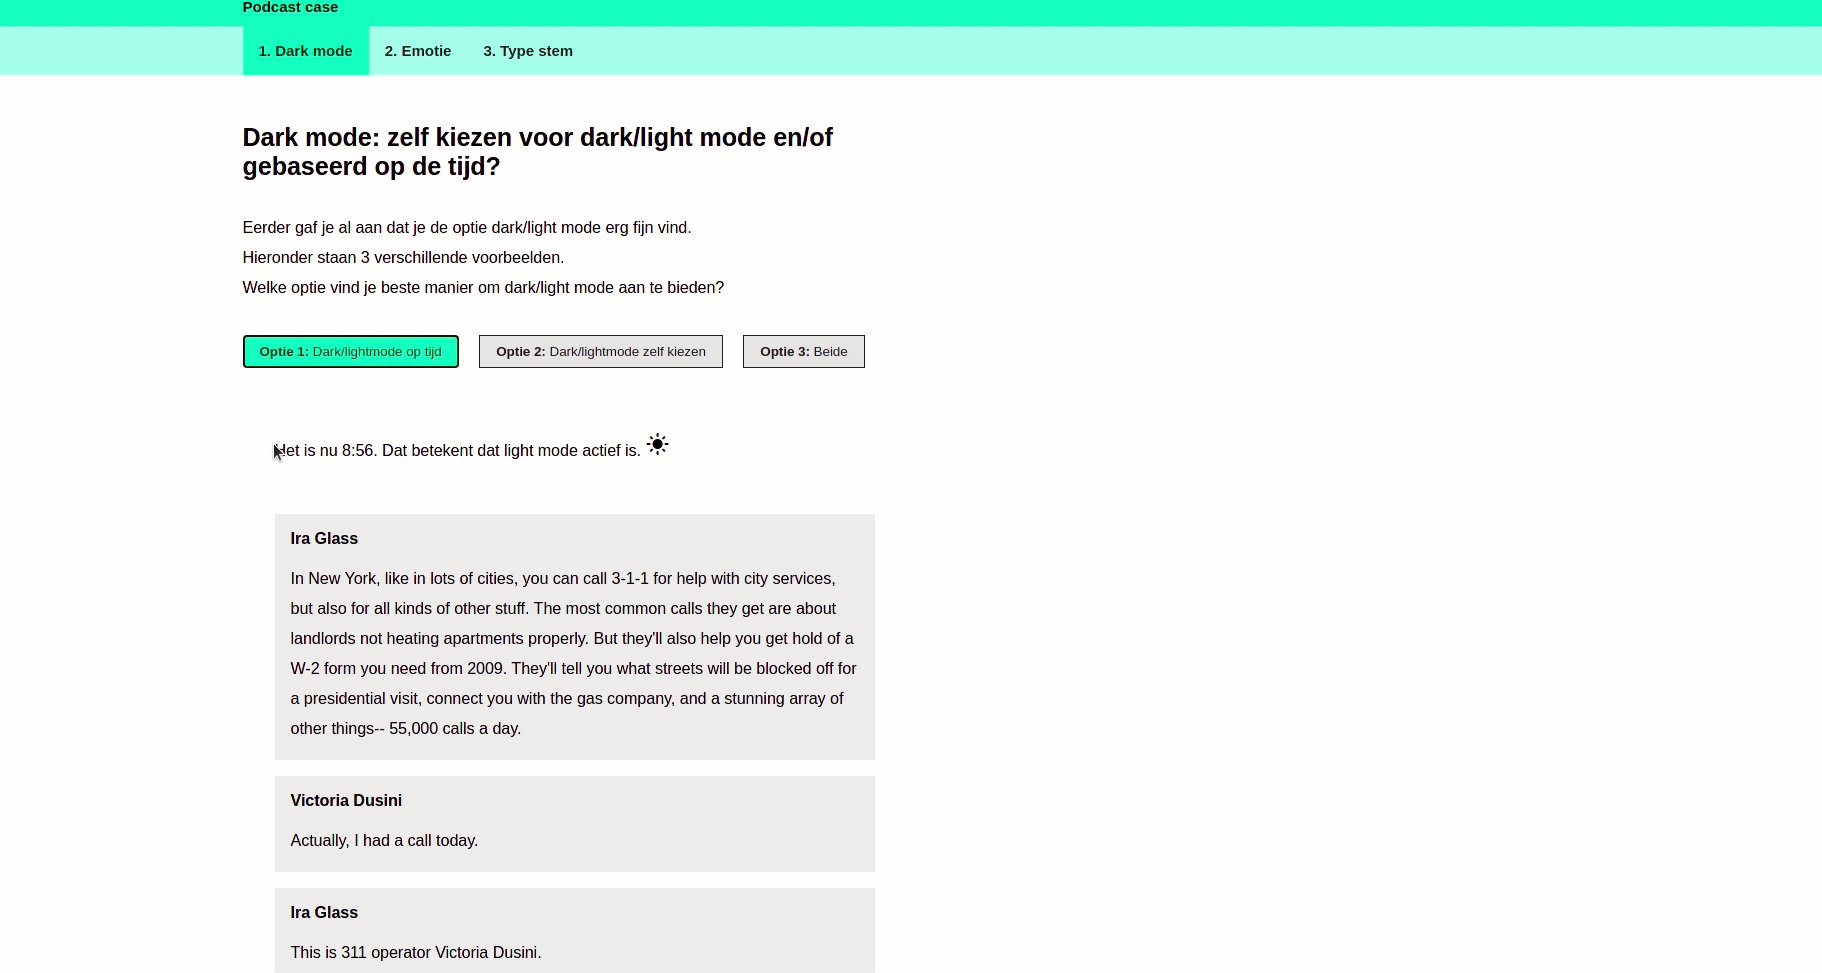 Podcast case
1. Dark mode 2. Emotie 3. Type stem
Dark mode: zelf kiezen voor dark/light mode en/of
gebaseerd op de tijd?
Eerder gaf je al aan dat je de optie dark/light mode erg fijn vind.
Hieronder staan 3 verschillende voorbeelden.
Welke optie vind je beste manier om dark/light mode aan te bieden?
Optie 1: Dark/lightmode op tijd Optie 2: Dark/lightmode zelf kiezen Optie 3: Beide
Het is nu 8:56. Dat betekent dat light mode actief is.
Ira Glass
In New York, like in lots of cities, you can call 3-1-1 for help with city services,
but also for all kinds of other stuff. The most common calls they get are about
landlords not heating apartments properly. But they'll also help you get hold of a
W-2 form you need from 2009. They'll tell you what streets will be blocked off for
a presidential visit, connect you with the gas company, and a stunning array of
other things-- 55,000 calls a day.
Victoria Dusini
Actually, I had a call today.
Ira Glass
This is 311 operator Victoria Dusini.